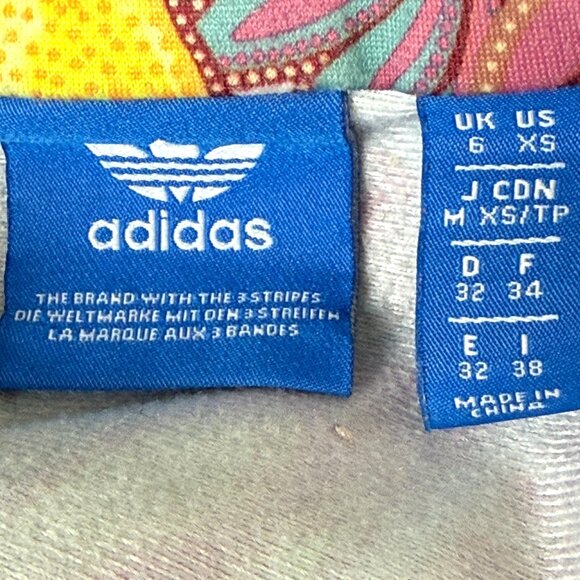 adidas
THE BRAND WITH THE 3 STRIPES
DIE WELTMARKE MIT DEN 3 STREIFEN
LA MARQUE AUX 3 BANDES
UK US
6 XS
J CDN
M XS/TP
D F
32 34
E I
32 38
MADE IN
CHINA